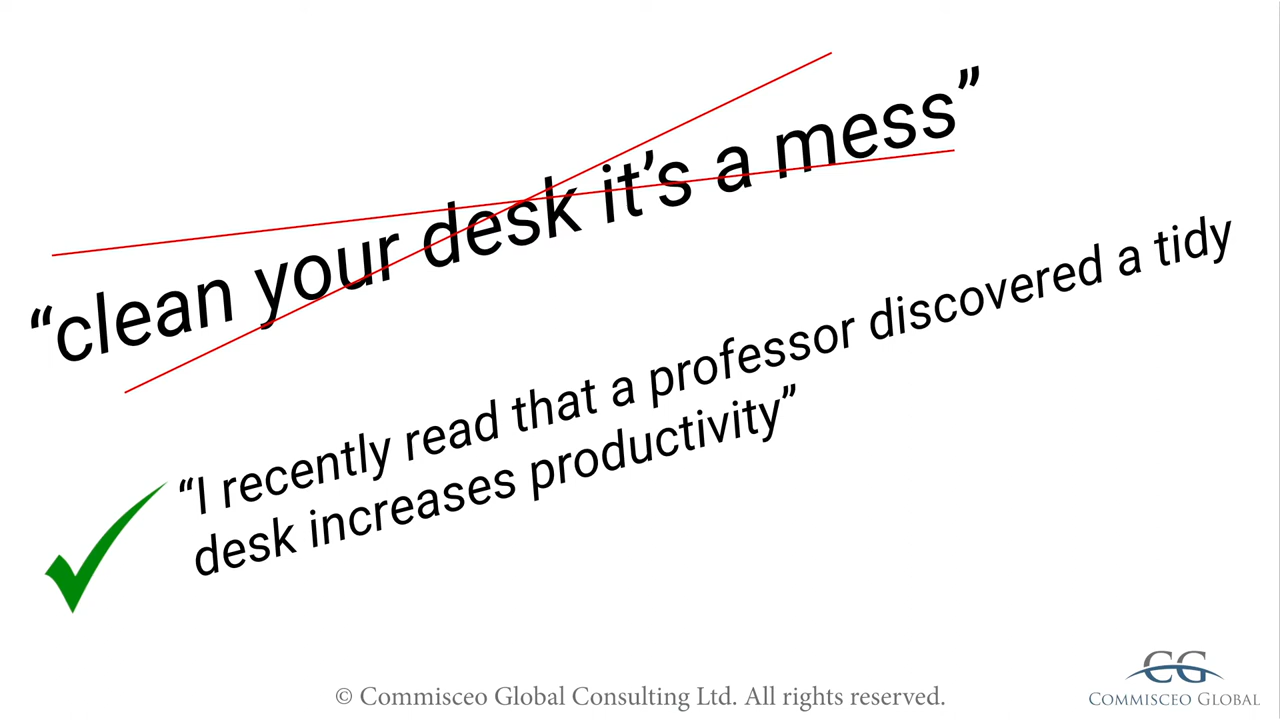 “clean your desk it’s a mess”
“I recently read that a professor discovered a tidy
desk increases productivity”
© Commisceo Global Consulting Ltd. All rights reserved.
CG
COMMISCEO GLOBAL